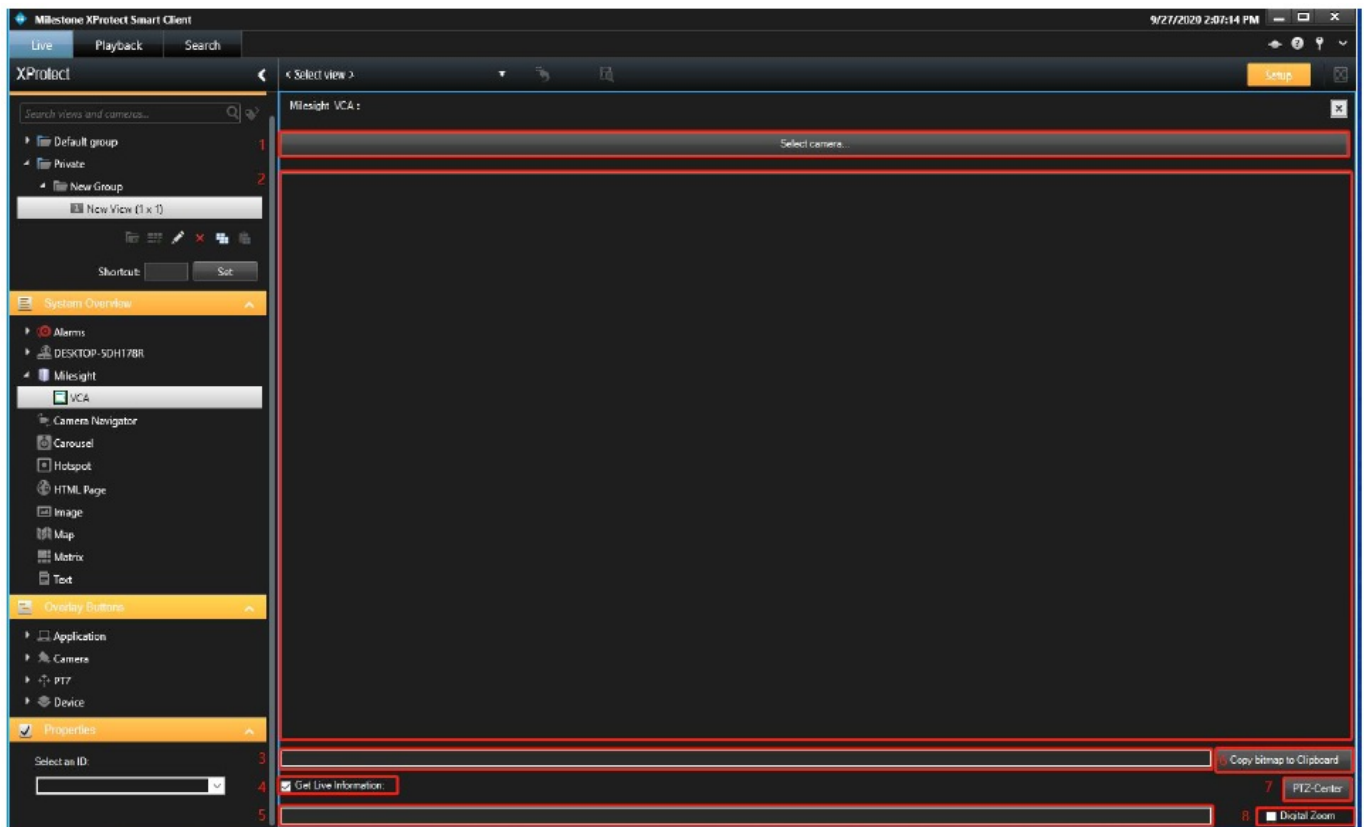 Milestone XProtect Smart Client
9/27/2020 2:07:14 PM
Live Playback Search
XProtect
< Select view >
Setup
Search views and cameras...
Milesight VCA :
Default group
1
Select camera...
Private
2
New Group
New View (1 x 1)
Shortcut:
Set
System Overview
Alarms
DESKTOP-5DH178R
Milesight
VCA
Camera Navigator
Carousel
Hotspot
HTML Page
Image
Map
Matrix
Text
Overlay Buttons
Application
Camera
PTZ
Device
Properties
Select an ID:
3
6 Copy bitmap to Clipboard
4
Get Live Information:
7 PTZ-Center
5
8 Digital Zoom